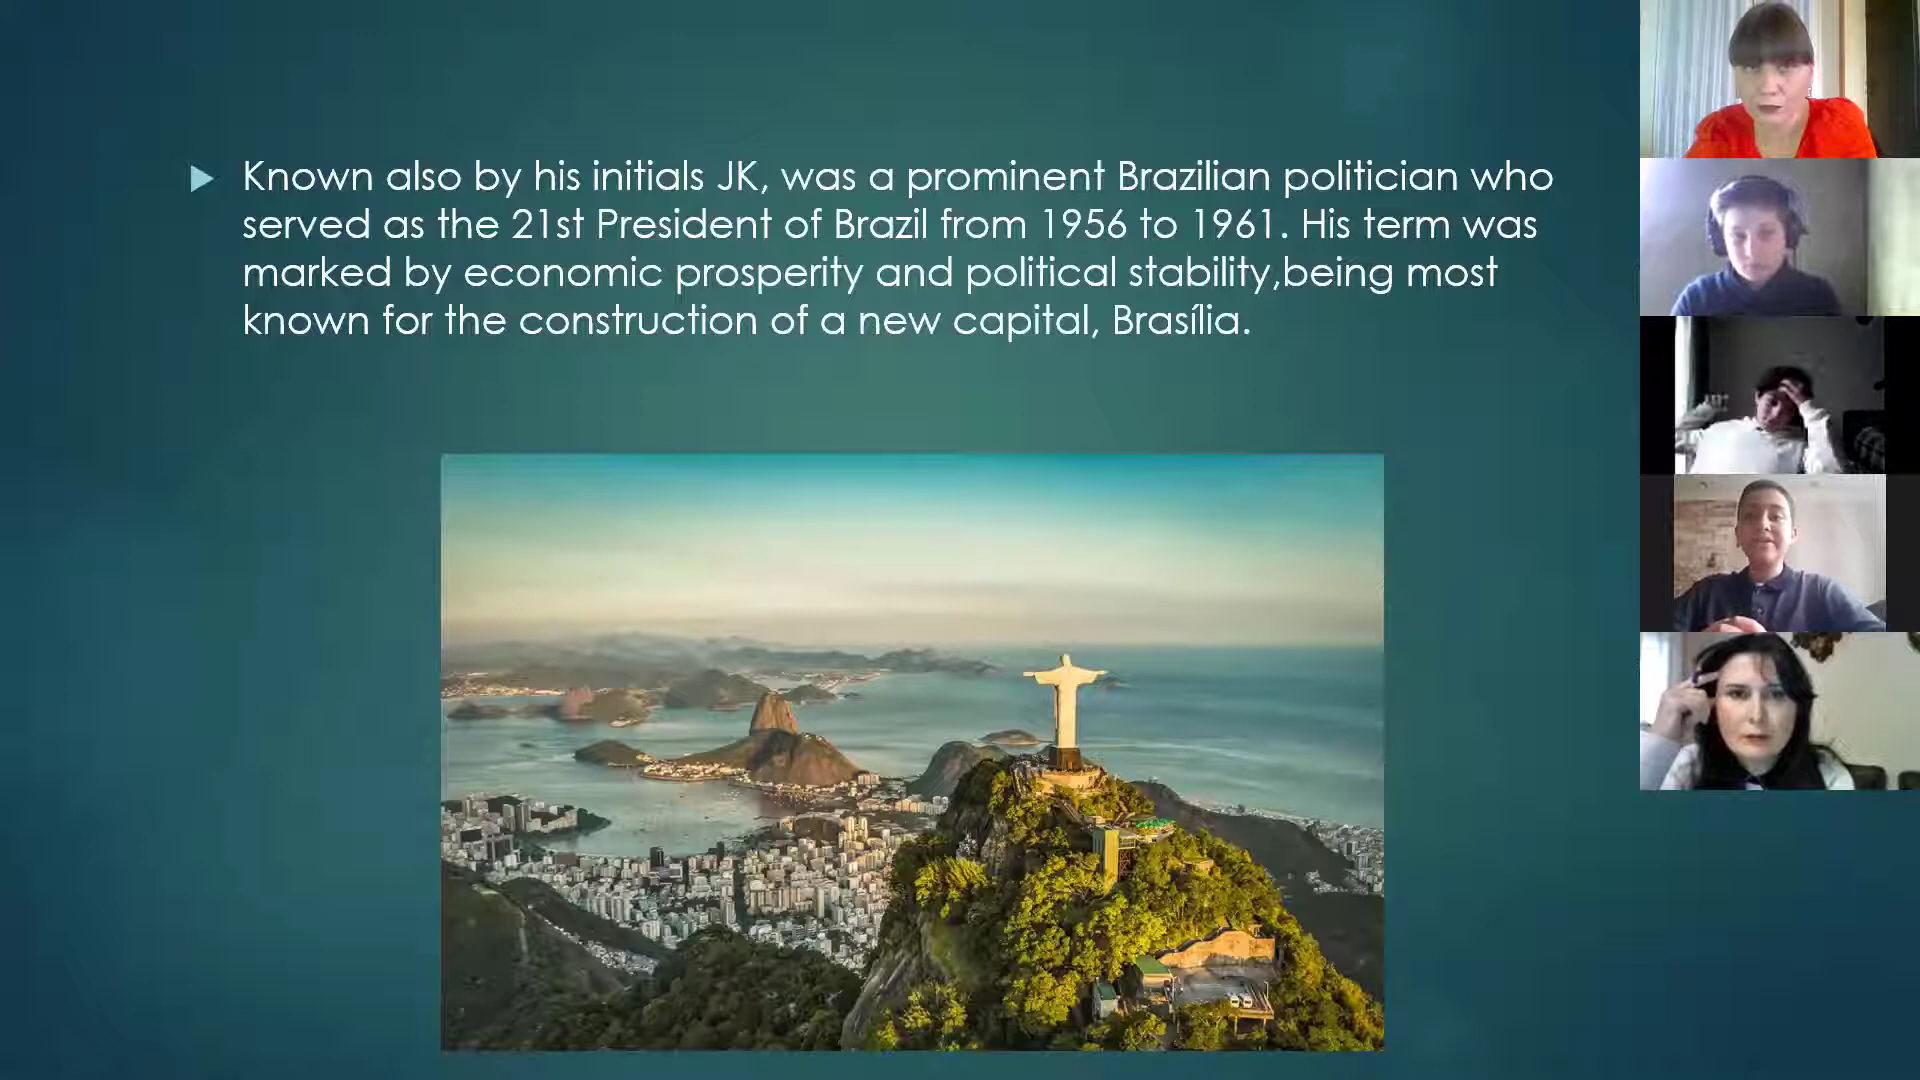 Known also by his initials JK, was a prominent Brazilian politician who
served as the 21st President of Brazil from 1956 to 1961. His term was
marked by economic prosperity and political stability,being most
known for the construction of a new capital, Brasília.